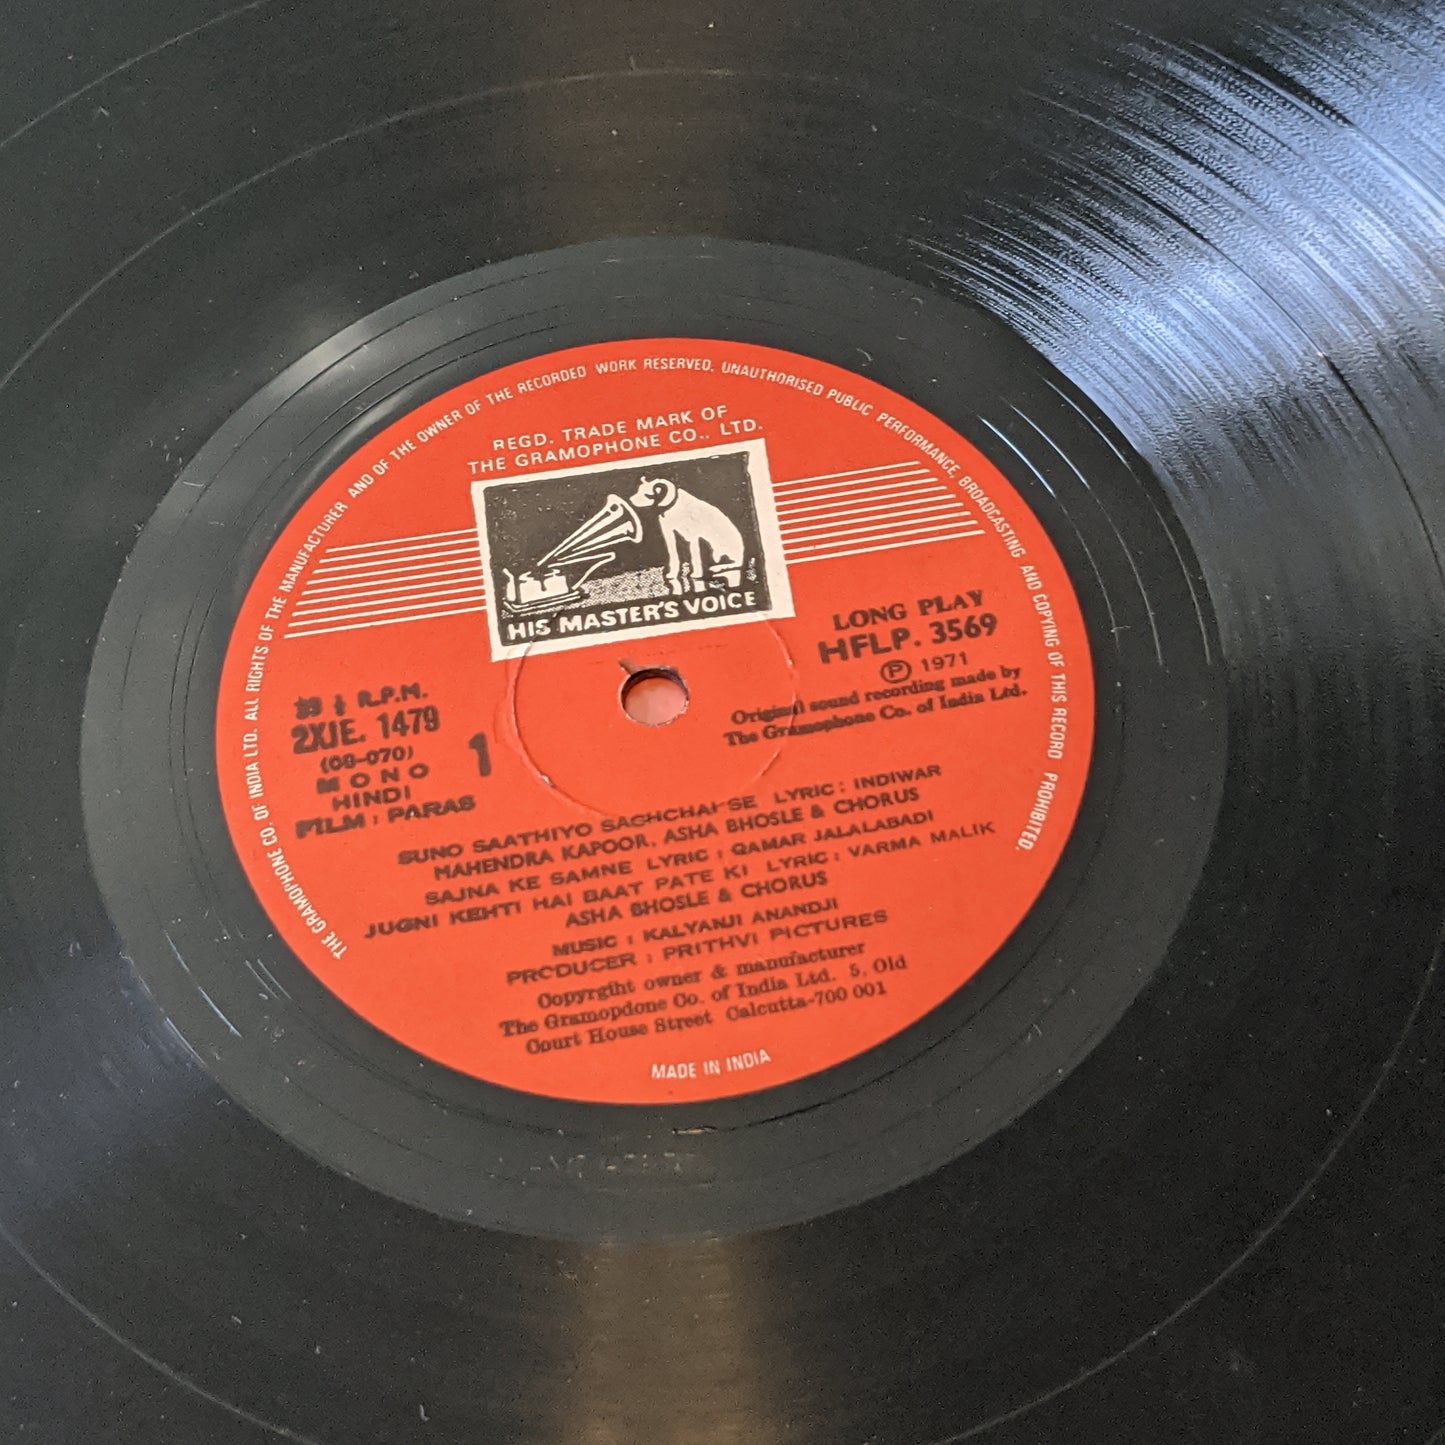 THE GRAMOPHONE CO. OF INDIA LTD. ALL RIGHTS OF THE MANUFACTURER AND OF THE OWNER OF THE RECORDED WORK RESERVED, UNAUTHORISED PUBLIC PERFORMANCE, BROADCASTING AND COPYING OF THIS RECORD PROHIBITED.
REGD. TRADE MARK OF
THE GRAMOPHONE CO., LTD.
HIS MASTER'S VOICE
LONG PLAY
HFLP. 3569
Ⓟ 1971
Original sound recording made by
The Gramophone Co. of India Ltd.
R.P.M.
2XJE. 1479
(OG-070)
MONO
HINDI
FILM : PARAS
1
SUNO SAATHIYO SACHCHAI SE LYRIC : INDIWAR
MAHENDRA KAPOOR, ASHA BHOSLE & CHORUS
SAJNA KE SAMNE LYRIC : QAMAR JALALABADI
JUGNI KEHTI HAI BAAT PATE KI LYRIC : VARMA MALIK
ASHA BHOSLE & CHORUS
MUSIC : KALYANJI ANANDJI
PRODUCER : PRITHVI PICTURES
Copyrgiht owner & manufacturer
The Gramopdone Co. of India Ltd. 5, Old
Court House Street Calcutta-700 001
MADE IN INDIA